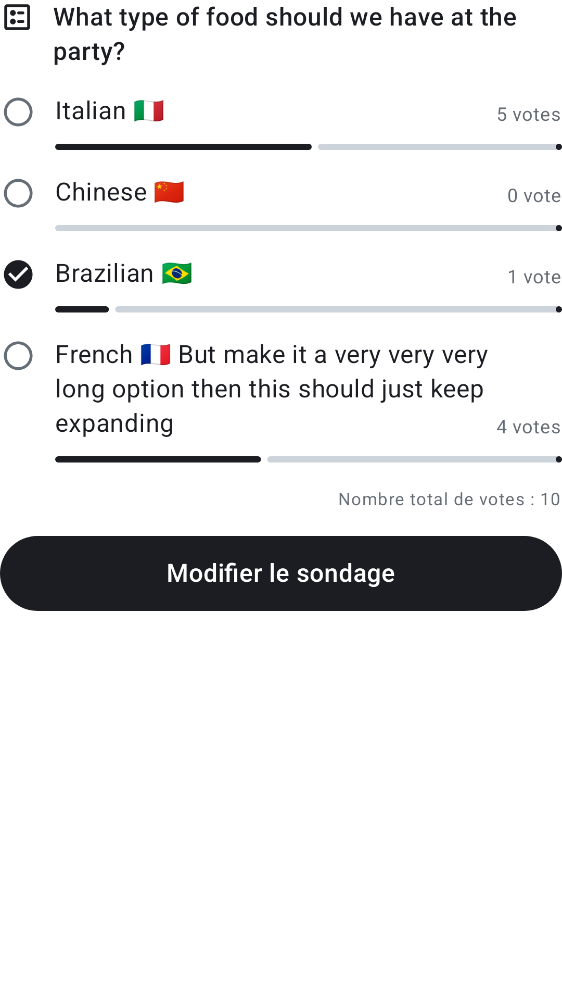 What type of food should we have at the
party?
Italian 🇮🇹
5 votes
Chinese 🇨🇳
0 vote
Brazilian 🇧🇷
1 vote
French 🇫🇷 But make it a very very very
long option then this should just keep
expanding
4 votes
Nombre total de votes : 10
Modifier le sondage